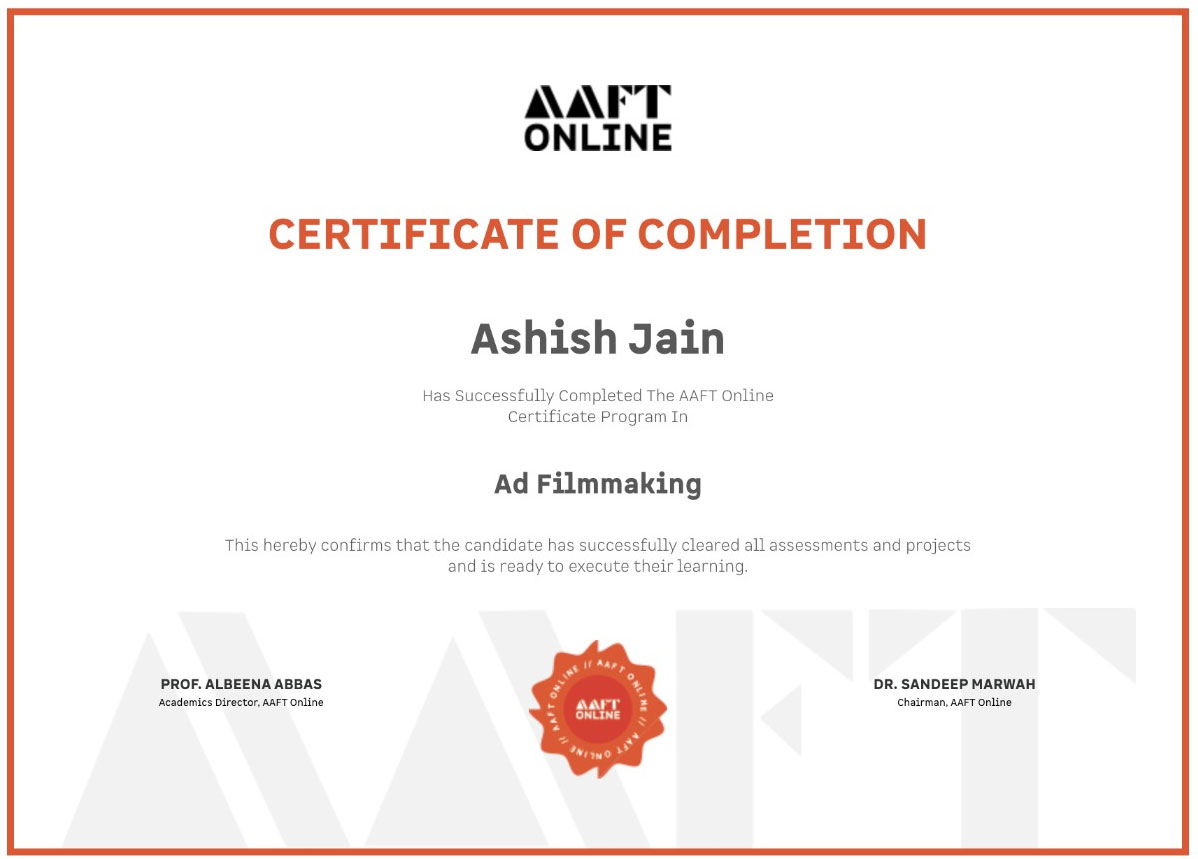 AAFT
ONLINE
CERTIFICATE OF COMPLETION
Ashish Jain
Has Successfully Completed The AAFT Online
Certificate Program In
Ad Filmmaking
This hereby confirms that the candidate has successfully cleared all assessments and projects
and is ready to execute their learning.
AAFT
PROF. ALBEENA ABBAS
Academics Director, AAFT Online
AAFT ONLINE // AAFT ONLINE // AAFT ONLINE //
AAFT
ONLINE
DR. SANDEEP MARWAH
Chairman, AAFT Online